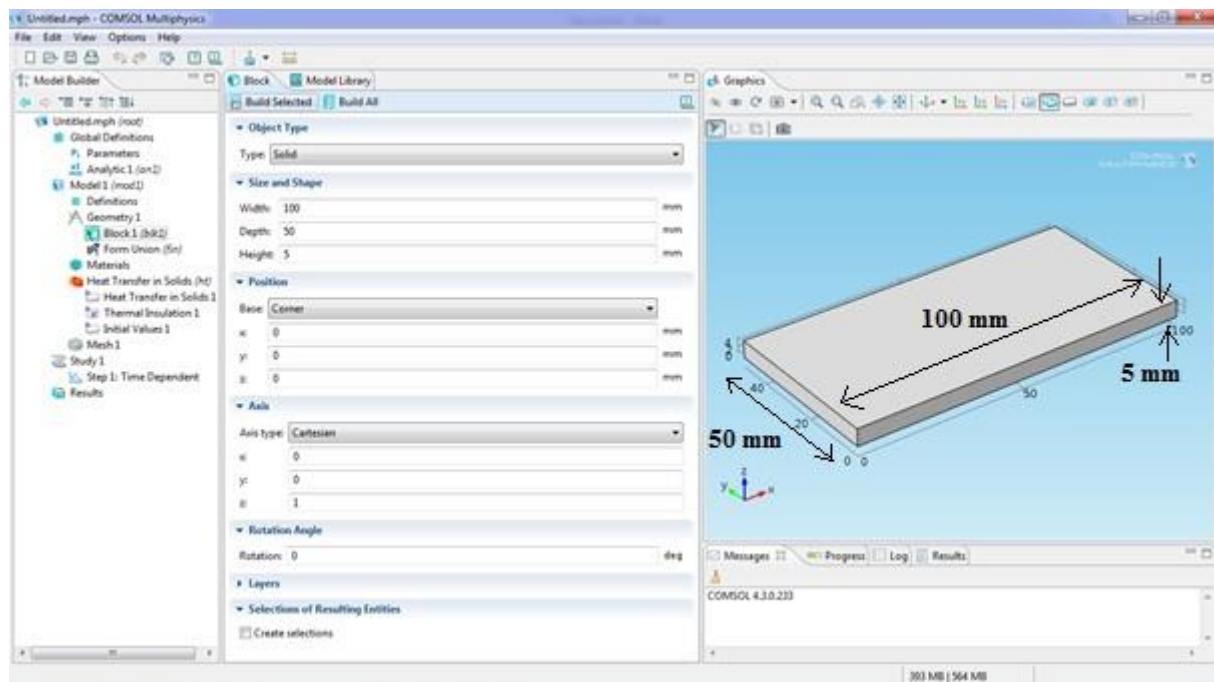 Untitled.mph - COMSOL Multiphysics
File Edit View Options Help
Model Builder
Untitled.mph (root)
Global Definitions
Parameters
Analytic 1 (an1)
Model 1 (mod1)
Definitions
Geometry 1
Block 1 (blk1)
Form Union (fin)
Materials
Heat Transfer in Solids (ht)
Heat Transfer in Solids 1
Thermal Insulation 1
Initial Values 1
Mesh 1
Study 1
Step 1: Time Dependent
Results
Block Model Library
Build Selected Build All
Object Type
Type: Solid
Size and Shape
Width: 100 mm
Depth: 50 mm
Height: 5 mm
Position
Base: Corner
x: 0 mm
y: 0 mm
z: 0 mm
Axis
Axis type: Cartesian
x: 0
y: 0
z: 1
Rotation Angle
Rotation: 0 deg
Layers
Selections of Resulting Entities
Create selections
Graphics
100 mm
100
5 mm
4
0
40
50
20
50 mm
0 0
z
y x
Messages Progress Log Results
COMSOL 4.3.0.233
393 MB | 564 MB